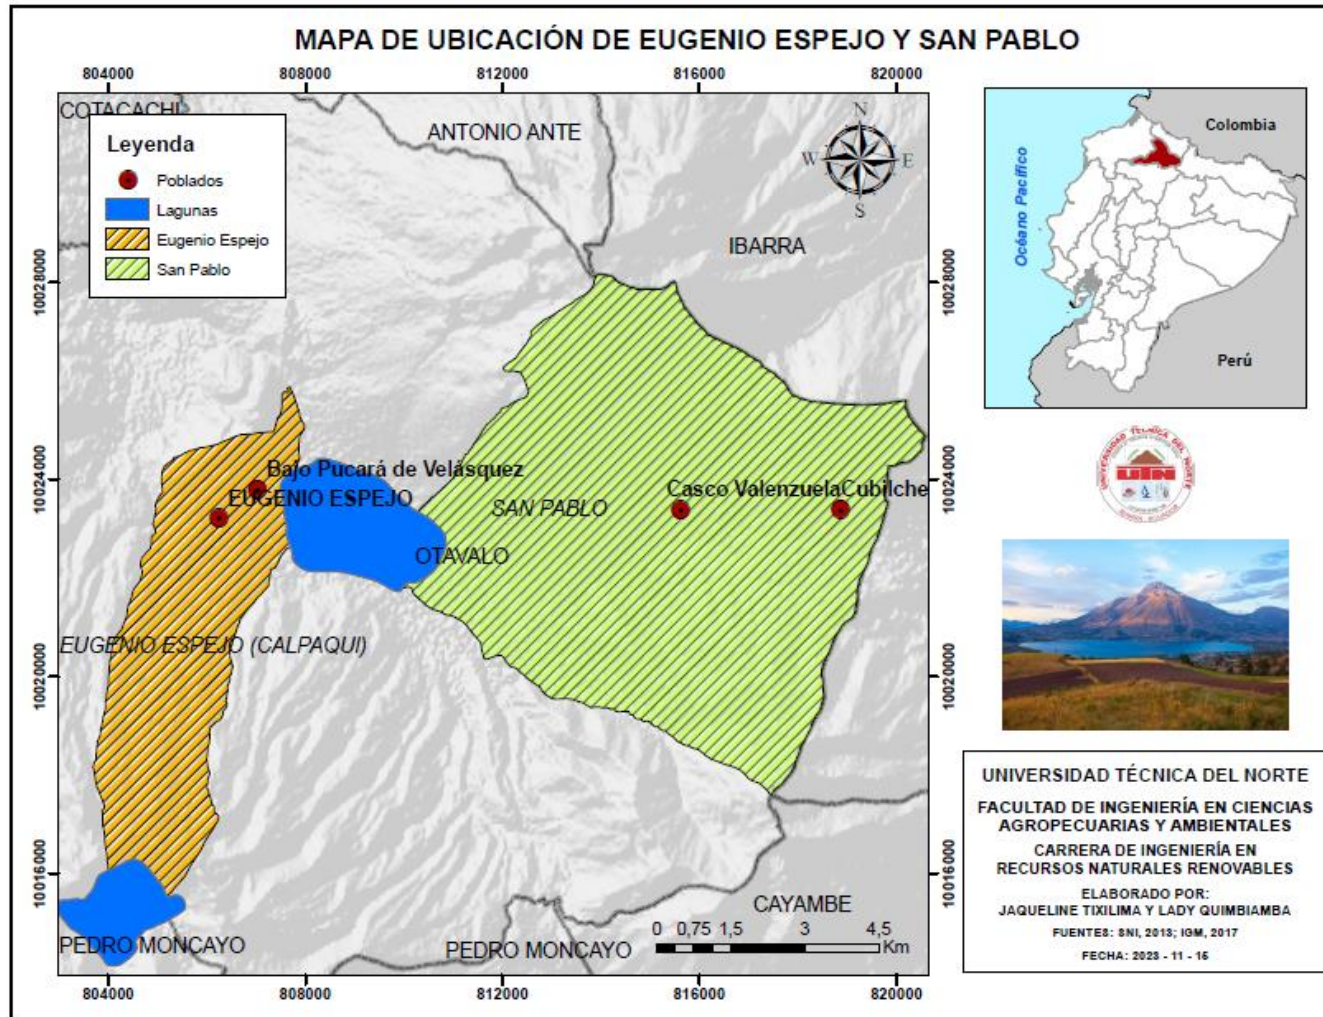 MAPA DE UBICACIÓN DE EUGENIO ESPEJO Y SAN PABLO
804000 808000 812000 816000 820000
COTACACHI
ANTONIO ANTE
N
W E
S
IBARRA
Leyenda
Poblados
Lagunas
Eugenio Espejo
San Pablo
10028000 10028000
10024000 10024000
10020000 10020000
10016000 10016000
Bajo Pucará de Velásquez
EUGENIO ESPEJO
SAN PABLO
Casco Valenzuela
Cubilche
OTAVALO
EUGENIO ESPEJO (CALPAQUI)
PEDRO MONCAYO
PEDRO MONCAYO
CAYAMBE
0 0,75 1,5 3 4,5
Km
804000 808000 812000 816000 820000
Colombia
Océano Pacífico
Perú
UNIVERSIDAD TÉCNICA DEL NORTE
UTN
UNIVERSIDAD TÉCNICA DEL NORTE
FACULTAD DE INGENIERÍA EN CIENCIAS
AGROPECUARIAS Y AMBIENTALES
CARRERA DE INGENIERÍA EN
RECURSOS NATURALES RENOVABLES
ELABORADO POR:
JAQUELINE TIXILIMA Y LADY QUIMBIAMBA
FUENTES: SNI, 2013; IGM, 2017
FECHA: 2023 - 11 - 15